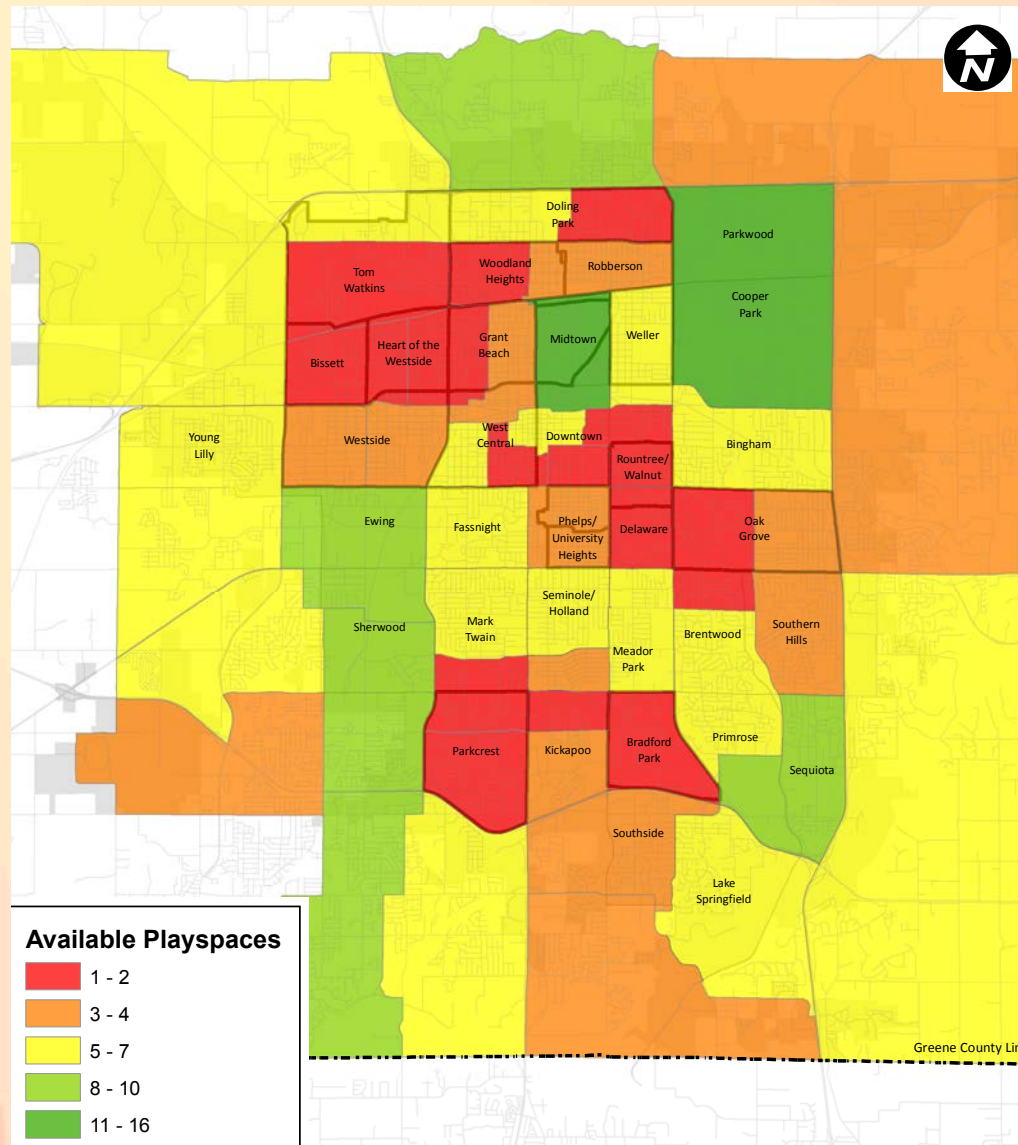 N
Doling
Park
Parkwood
Tom
Watkins
Woodland
Heights
Robberson
Cooper
Park
Bissett
Heart of the
Westside
Grant
Beach
Midtown
Weller
Young
Lilly
Westside
West
Central
Downtown
Bingham
Rountree/
Walnut
Ewing
Fassnight
Phelps/
University
Heights
Delaware
Oak
Grove
Sherwood
Mark
Twain
Seminole/
Holland
Meador
Park
Brentwood
Southern
Hills
Parkcrest
Kickapoo
Bradford
Park
Primrose
Sequiota
Southside
Lake
Springfield
Available Playspaces
1 - 2
3 - 4
5 - 7
8 - 10
11 - 16
Greene County Lin